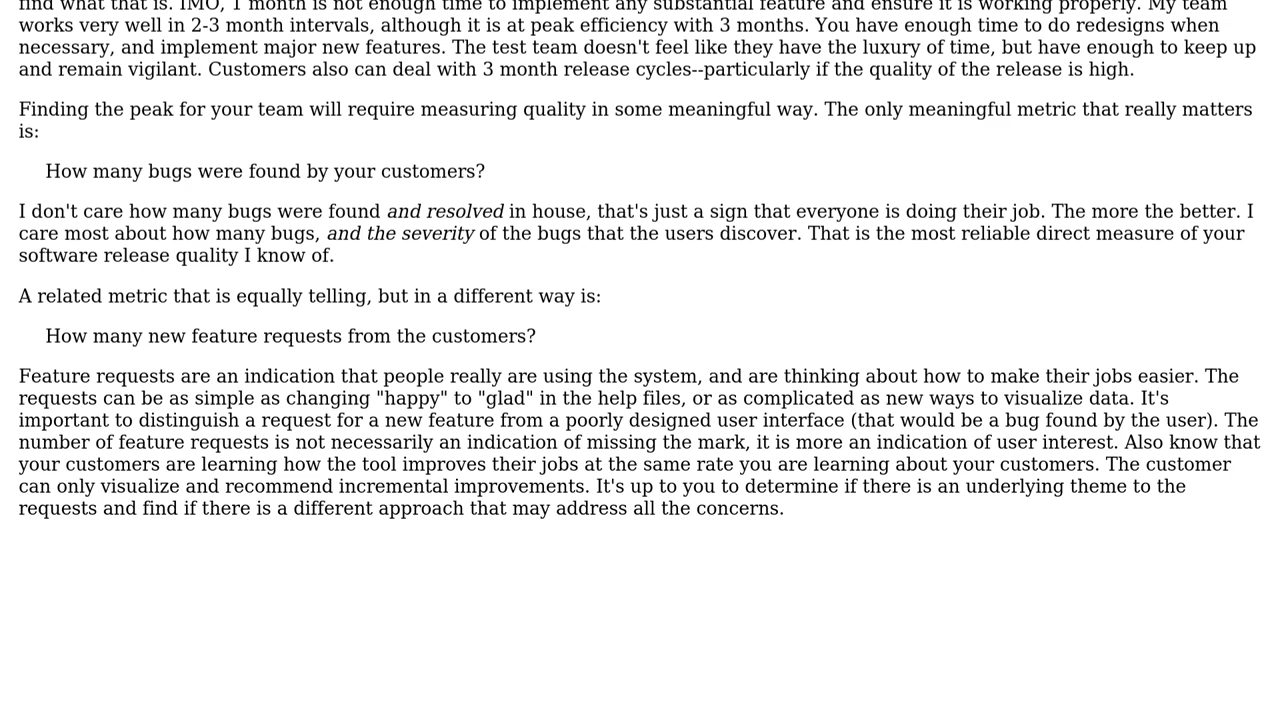 find what that is. IMO, 1 month is not enough time to implement any substantial feature and ensure it is working properly. My team
works very well in 2-3 month intervals, although it is at peak efficiency with 3 months. You have enough time to do redesigns when
necessary, and implement major new features. The test team doesn't feel like they have the luxury of time, but have enough to keep up
and remain vigilant. Customers also can deal with 3 month release cycles--particularly if the quality of the release is high.
Finding the peak for your team will require measuring quality in some meaningful way. The only meaningful metric that really matters
is:
How many bugs were found by your customers?
I don't care how many bugs were found and resolved in house, that's just a sign that everyone is doing their job. The more the better. I
care most about how many bugs, and the severity of the bugs that the users discover. That is the most reliable direct measure of your
software release quality I know of.
A related metric that is equally telling, but in a different way is:
How many new feature requests from the customers?
Feature requests are an indication that people really are using the system, and are thinking about how to make their jobs easier. The
requests can be as simple as changing "happy" to "glad" in the help files, or as complicated as new ways to visualize data. It's
important to distinguish a request for a new feature from a poorly designed user interface (that would be a bug found by the user). The
number of feature requests is not necessarily an indication of missing the mark, it is more an indication of user interest. Also know that
your customers are learning how the tool improves their jobs at the same rate you are learning about your customers. The customer
can only visualize and recommend incremental improvements. It's up to you to determine if there is an underlying theme to the
requests and find if there is a different approach that may address all the concerns.